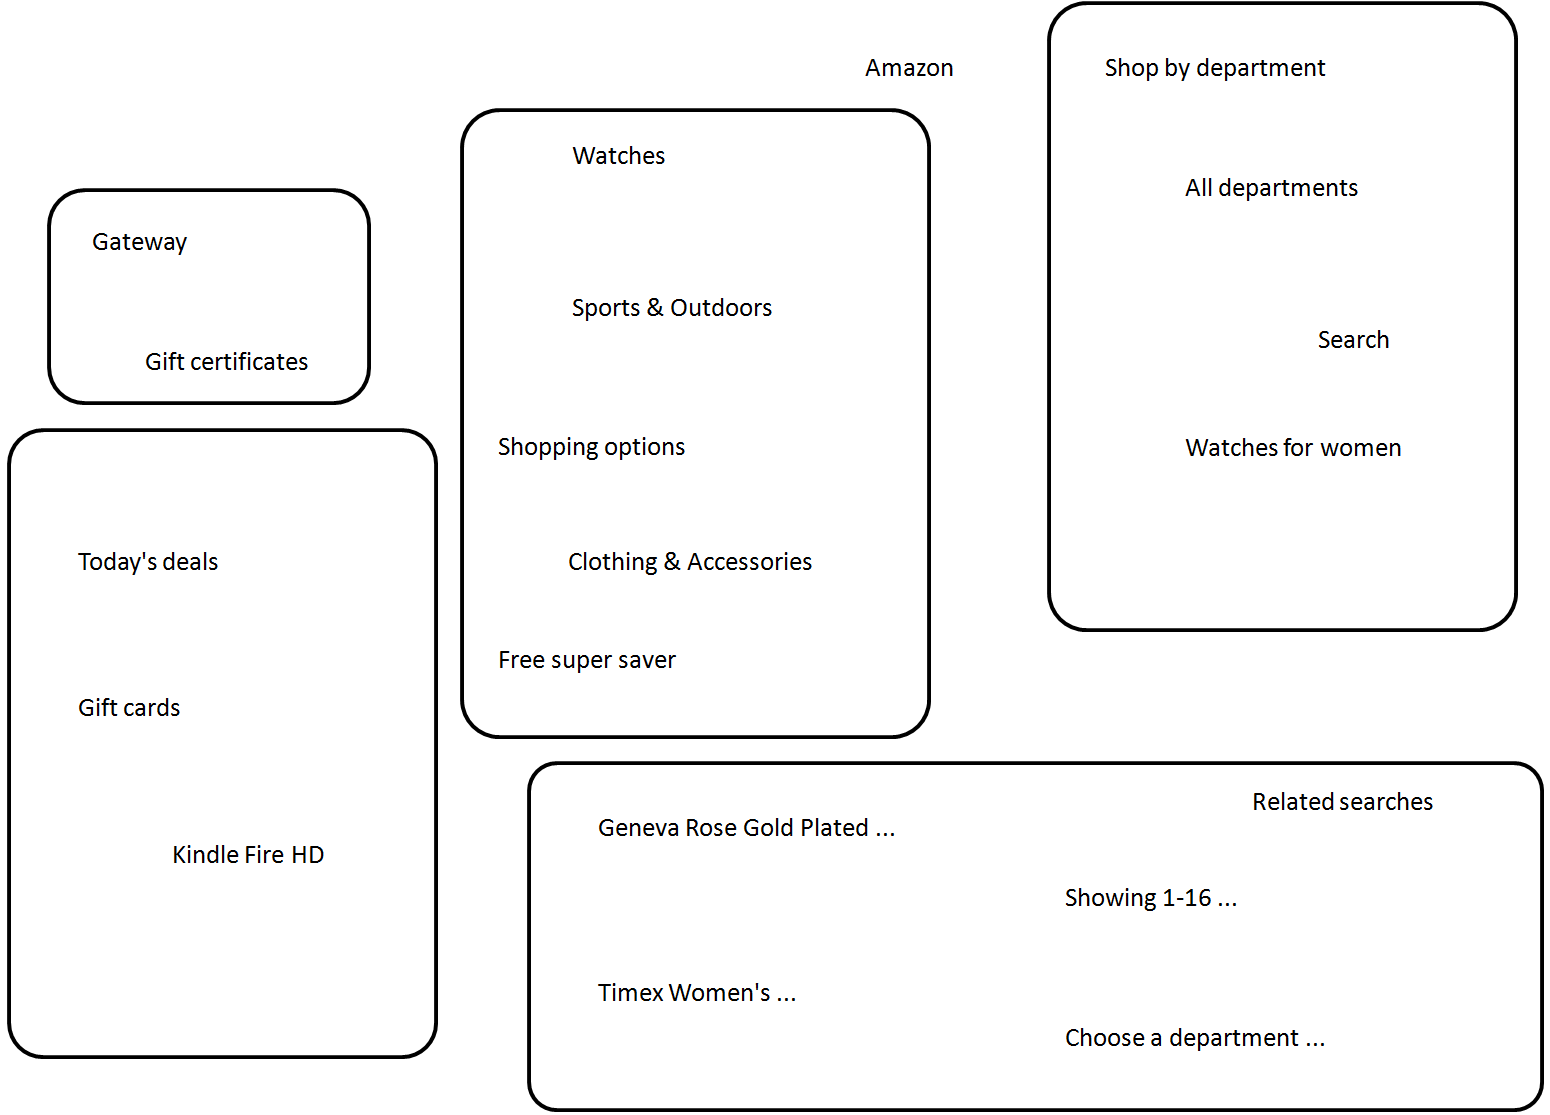 Amazon
Shop by department
All departments
Search
Watches for women
Watches
Sports & Outdoors
Shopping options
Clothing & Accessories
Free super saver
Gateway
Gift certificates
Today's deals
Gift cards
Kindle Fire HD
Geneva Rose Gold Plated ...
Timex Women's ...
Related searches
Showing 1-16 ...
Choose a department ...